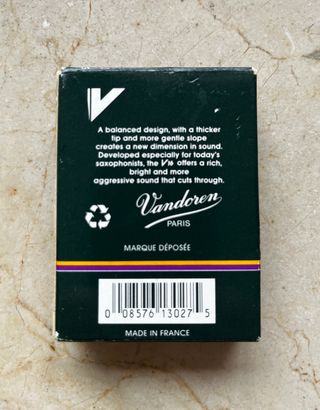 V
A balanced design, with a thicker
tip and more gentle slope
creates a new dimension in sound.
Developed especially for today's
saxophonists, the V16 offers a rich,
bright and more
aggressive sound that cuts through.
Vandoren
PARIS
MARQUE DÉPOSÉE
0 08576 13027 5
MADE IN FRANCE